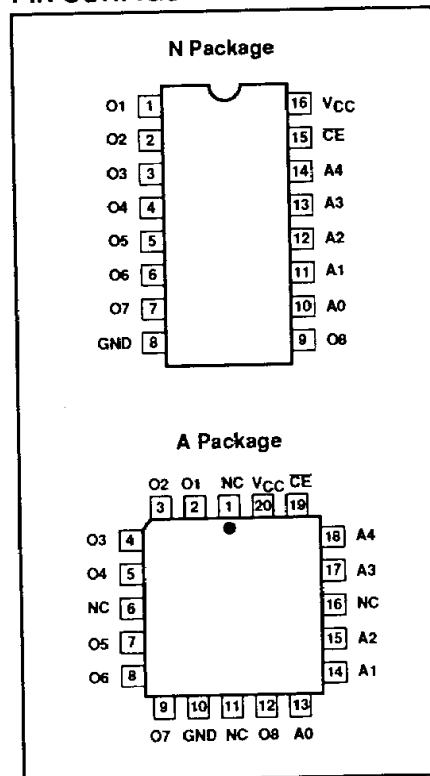 N Package
O1 1 16 VCC
O2 2 15 C̅E̅
O3 3 14 A4
O4 4 13 A3
O5 5 12 A2
O6 6 11 A1
O7 7 10 A0
GND 8 9 O8
A Package
O2 O1 NC VCC C̅E̅
3 2 1 20 19
O3 4 18 A4
O4 5 17 A3
NC 6 16 NC
O5 7 15 A2
O6 8 14 A1
9 10 11 12 13
O7 GND NC O8 A0